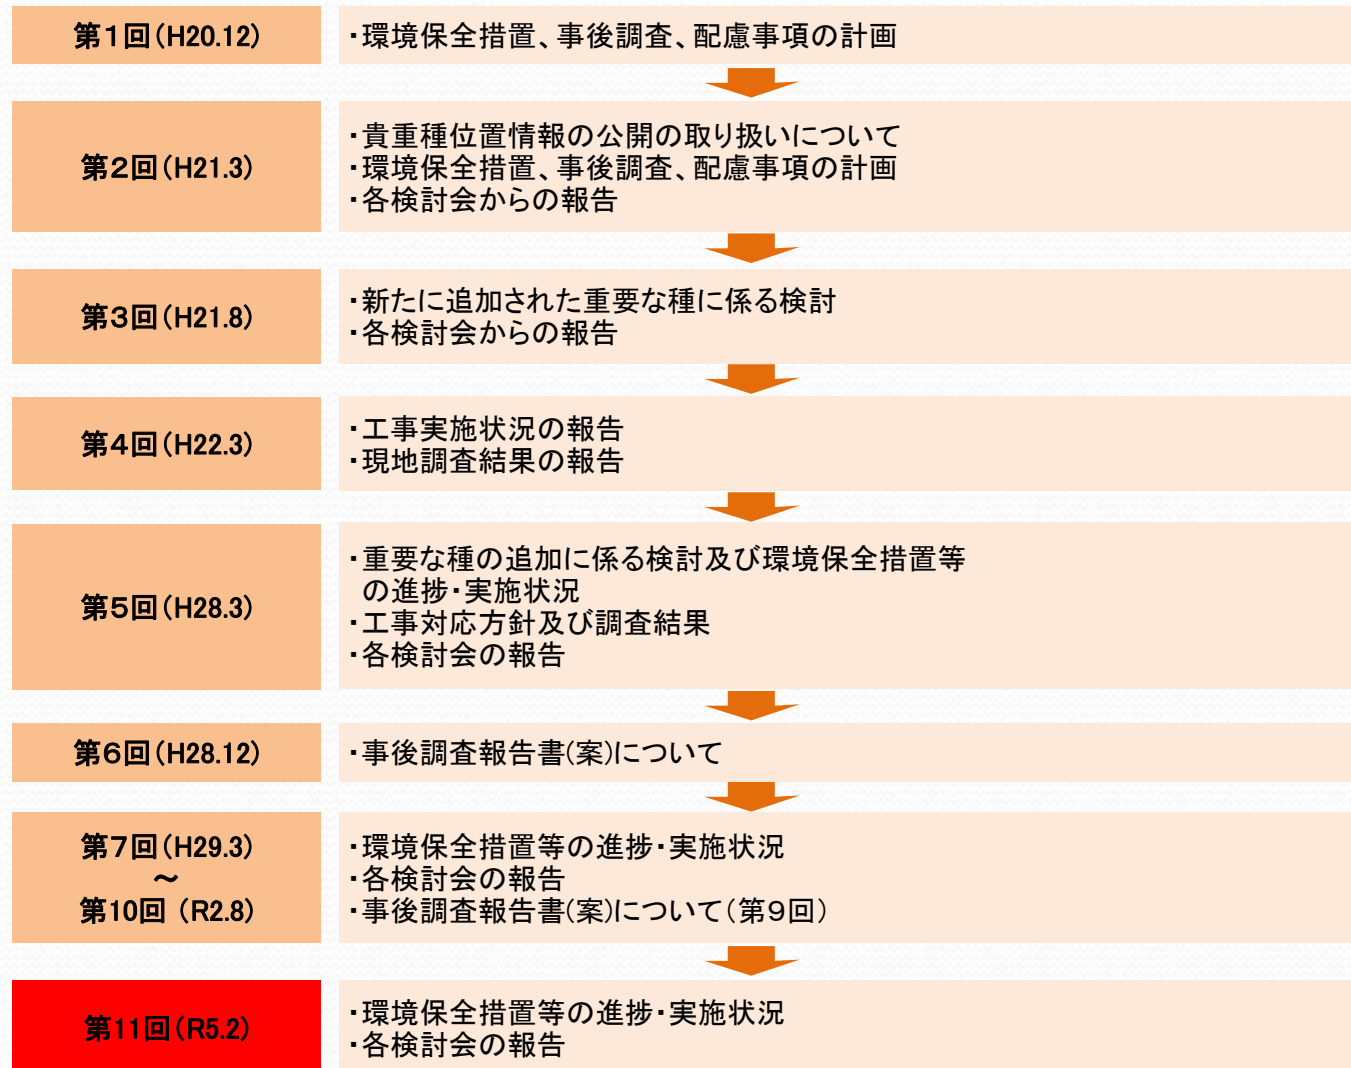 第1回(H20.12)
・環境保全措置、事後調査、配慮事項の計画
第2回(H21.3)
・貴重種位置情報の公開の取り扱いについて
・環境保全措置、事後調査、配慮事項の計画
・各検討会からの報告
第3回(H21.8)
・新たに追加された重要な種に係る検討
・各検討会からの報告
第4回(H22.3)
・工事実施状況の報告
・現地調査結果の報告
第5回(H28.3)
・重要な種の追加に係る検討及び環境保全措置等
の進捗・実施状況
・工事対応方針及び調査結果
・各検討会の報告
第6回(H28.12)
・事後調査報告書(案)について
第7回(H29.3)
～
第10回 (R2.8)
・環境保全措置等の進捗・実施状況
・各検討会の報告
・事後調査報告書(案)について(第9回)
第11回(R5.2)
・環境保全措置等の進捗・実施状況
・各検討会の報告